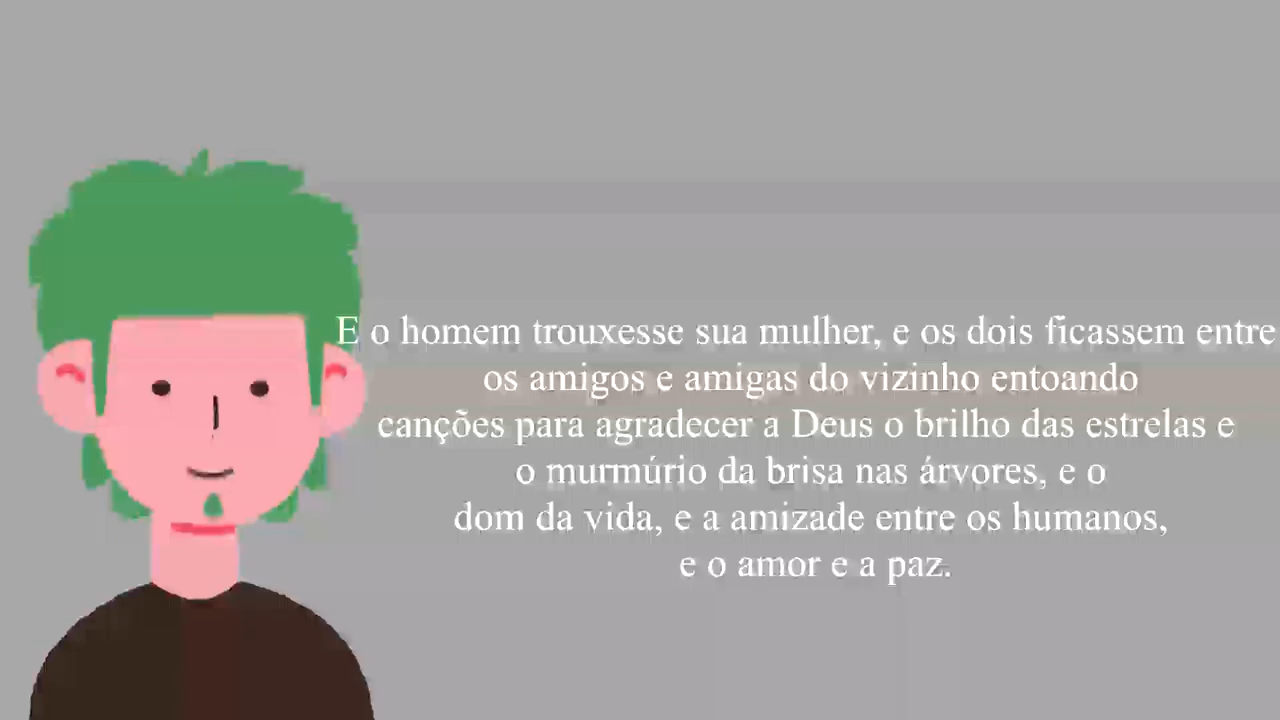 E o homem trouxesse sua mulher, e os dois ficassem entre
os amigos e amigas do vizinho entoando
canções para agradecer a Deus o brilho das estrelas e
o murmúrio da brisa nas árvores, e o
dom da vida, e a amizade entre os humanos,
e o amor e a paz.